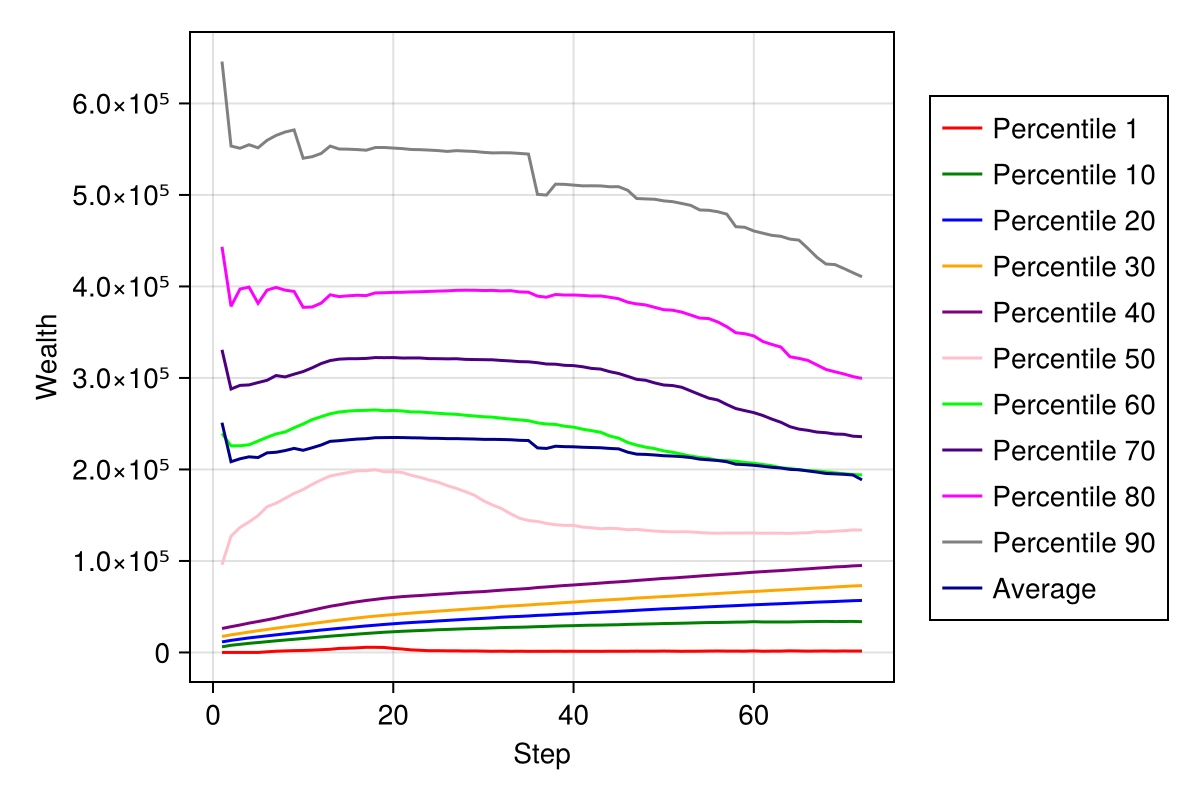 6.0×10⁵
5.0×10⁵
4.0×10⁵
3.0×10⁵
2.0×10⁵
1.0×10⁵
0
Wealth
0 20 40 60
Step
Percentile 1
Percentile 10
Percentile 20
Percentile 30
Percentile 40
Percentile 50
Percentile 60
Percentile 70
Percentile 80
Percentile 90
Average